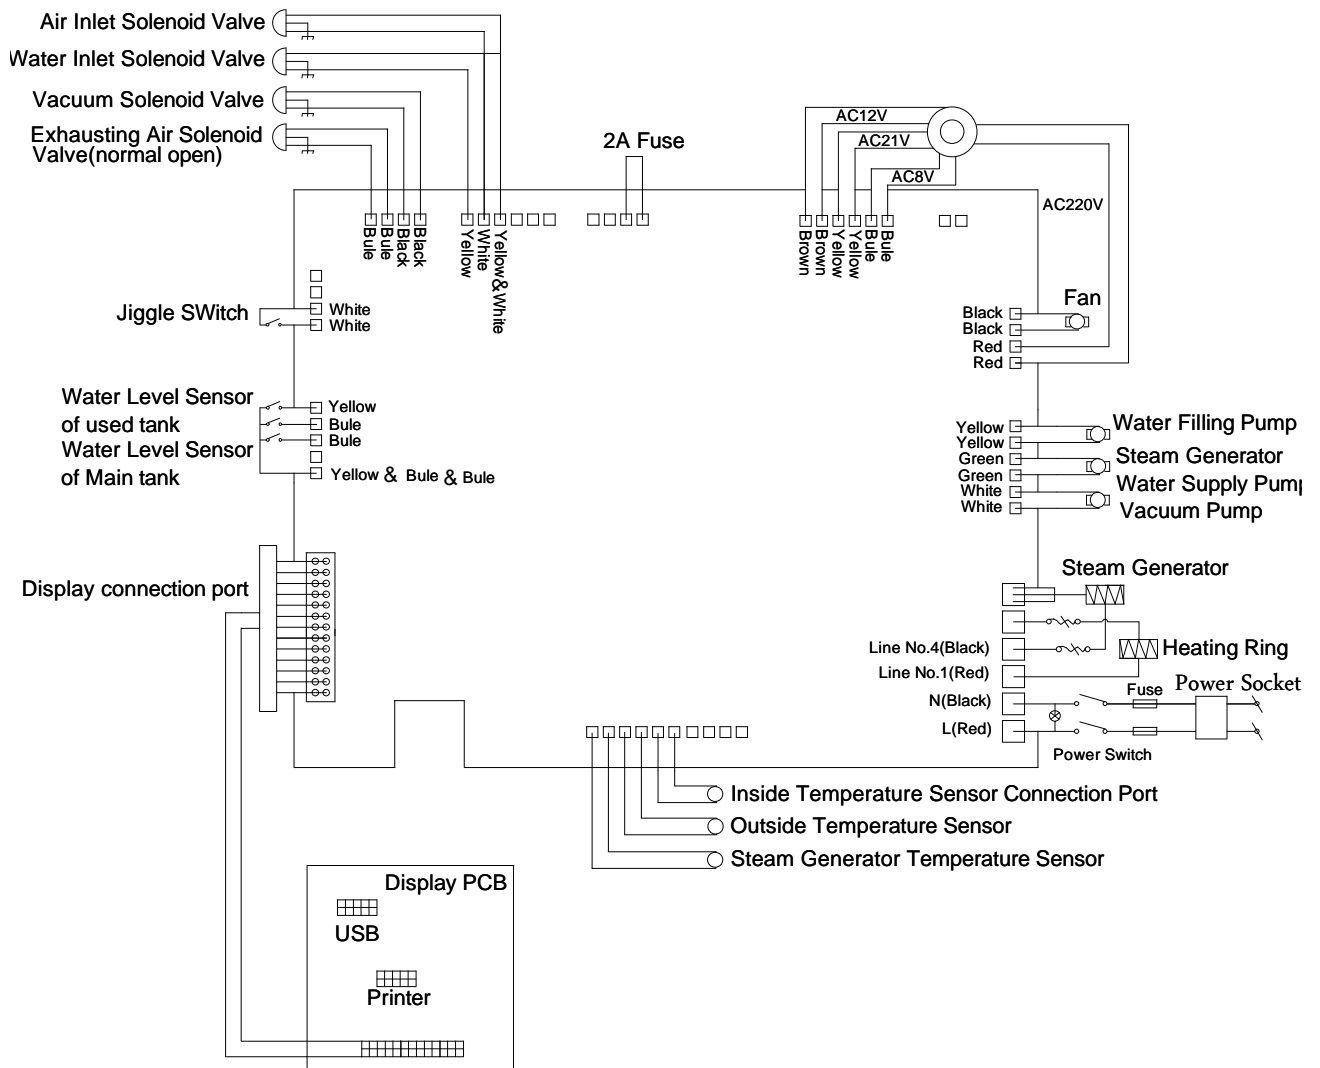 Air Inlet Solenoid Valve
Water Inlet Solenoid Valve
Vacuum Solenoid Valve
Exhausting Air Solenoid
Valve(normal open)
2A Fuse
AC12V
AC21V
AC8V
AC220V
Bule
Bule
Black
Black
Yellow
White
Yellow&White
Brown
Brown
Yellow
Yellow
Bule
Bule
Jiggle SWitch
White
White
Black
Black
Red
Red
Fan
Water Level Sensor
of used tank
Water Level Sensor
of Main tank
Yellow
Bule
Bule
Yellow & Bule & Bule
Yellow
Yellow
Green
Green
White
White
Water Filling Pump
Steam Generator
Water Supply Pump
Vacuum Pump
Display connection port
Steam Generator
Line No.4(Black)
Heating Ring
Line No.1(Red)
N(Black)
Fuse
Power Socket
L(Red)
Power Switch
Inside Temperature Sensor Connection Port
Outside Temperature Sensor
Steam Generator Temperature Sensor
Display PCB
USB
Printer